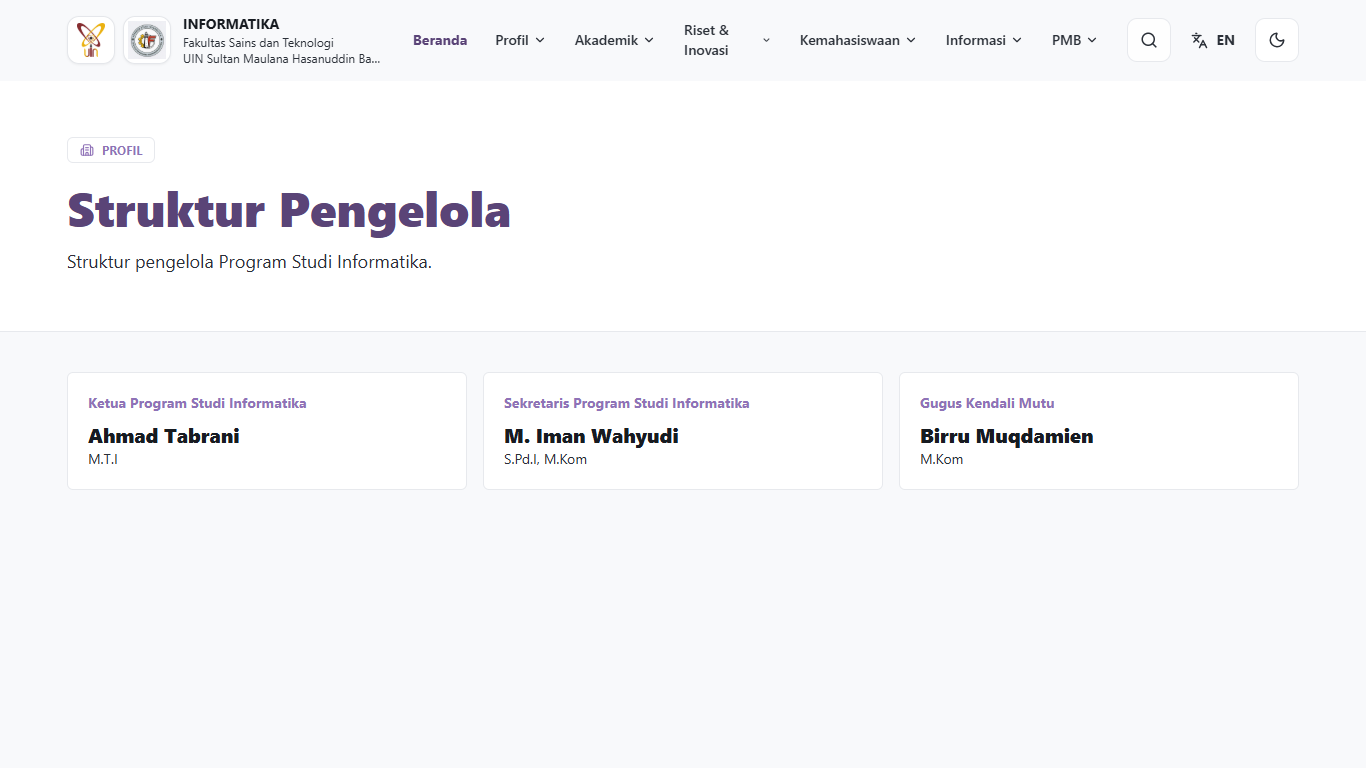 INFORMATIKA
Fakultas Sains dan Teknologi
UIN Sultan Maulana Hasanuddin Ba...
Beranda
Profil
Akademik
Riset &
Inovasi
Kemahasiswaan
Informasi
PMB
EN
PROFIL
Struktur Pengelola
Struktur pengelola Program Studi Informatika.
Ketua Program Studi Informatika
Ahmad Tabrani
M.T.I
Sekretaris Program Studi Informatika
M. Iman Wahyudi
S.Pd.I, M.Kom
Gugus Kendali Mutu
Birru Muqdamien
M.Kom